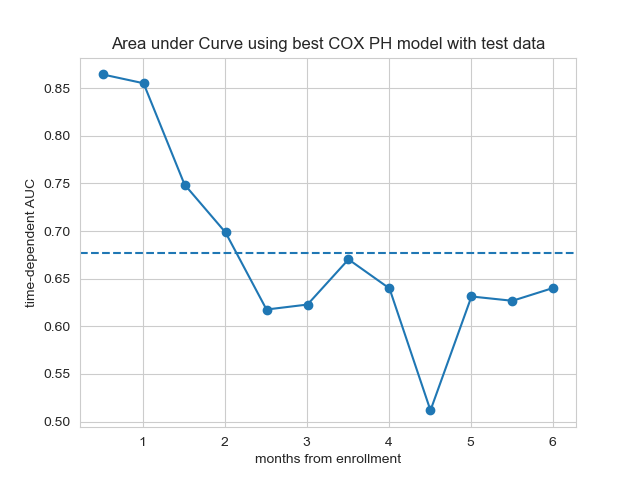 Area under Curve using best COX PH model with test data
time-dependent AUC
0.85
0.80
0.75
0.70
0.65
0.60
0.55
0.50
1 2 3 4 5 6
months from enrollment